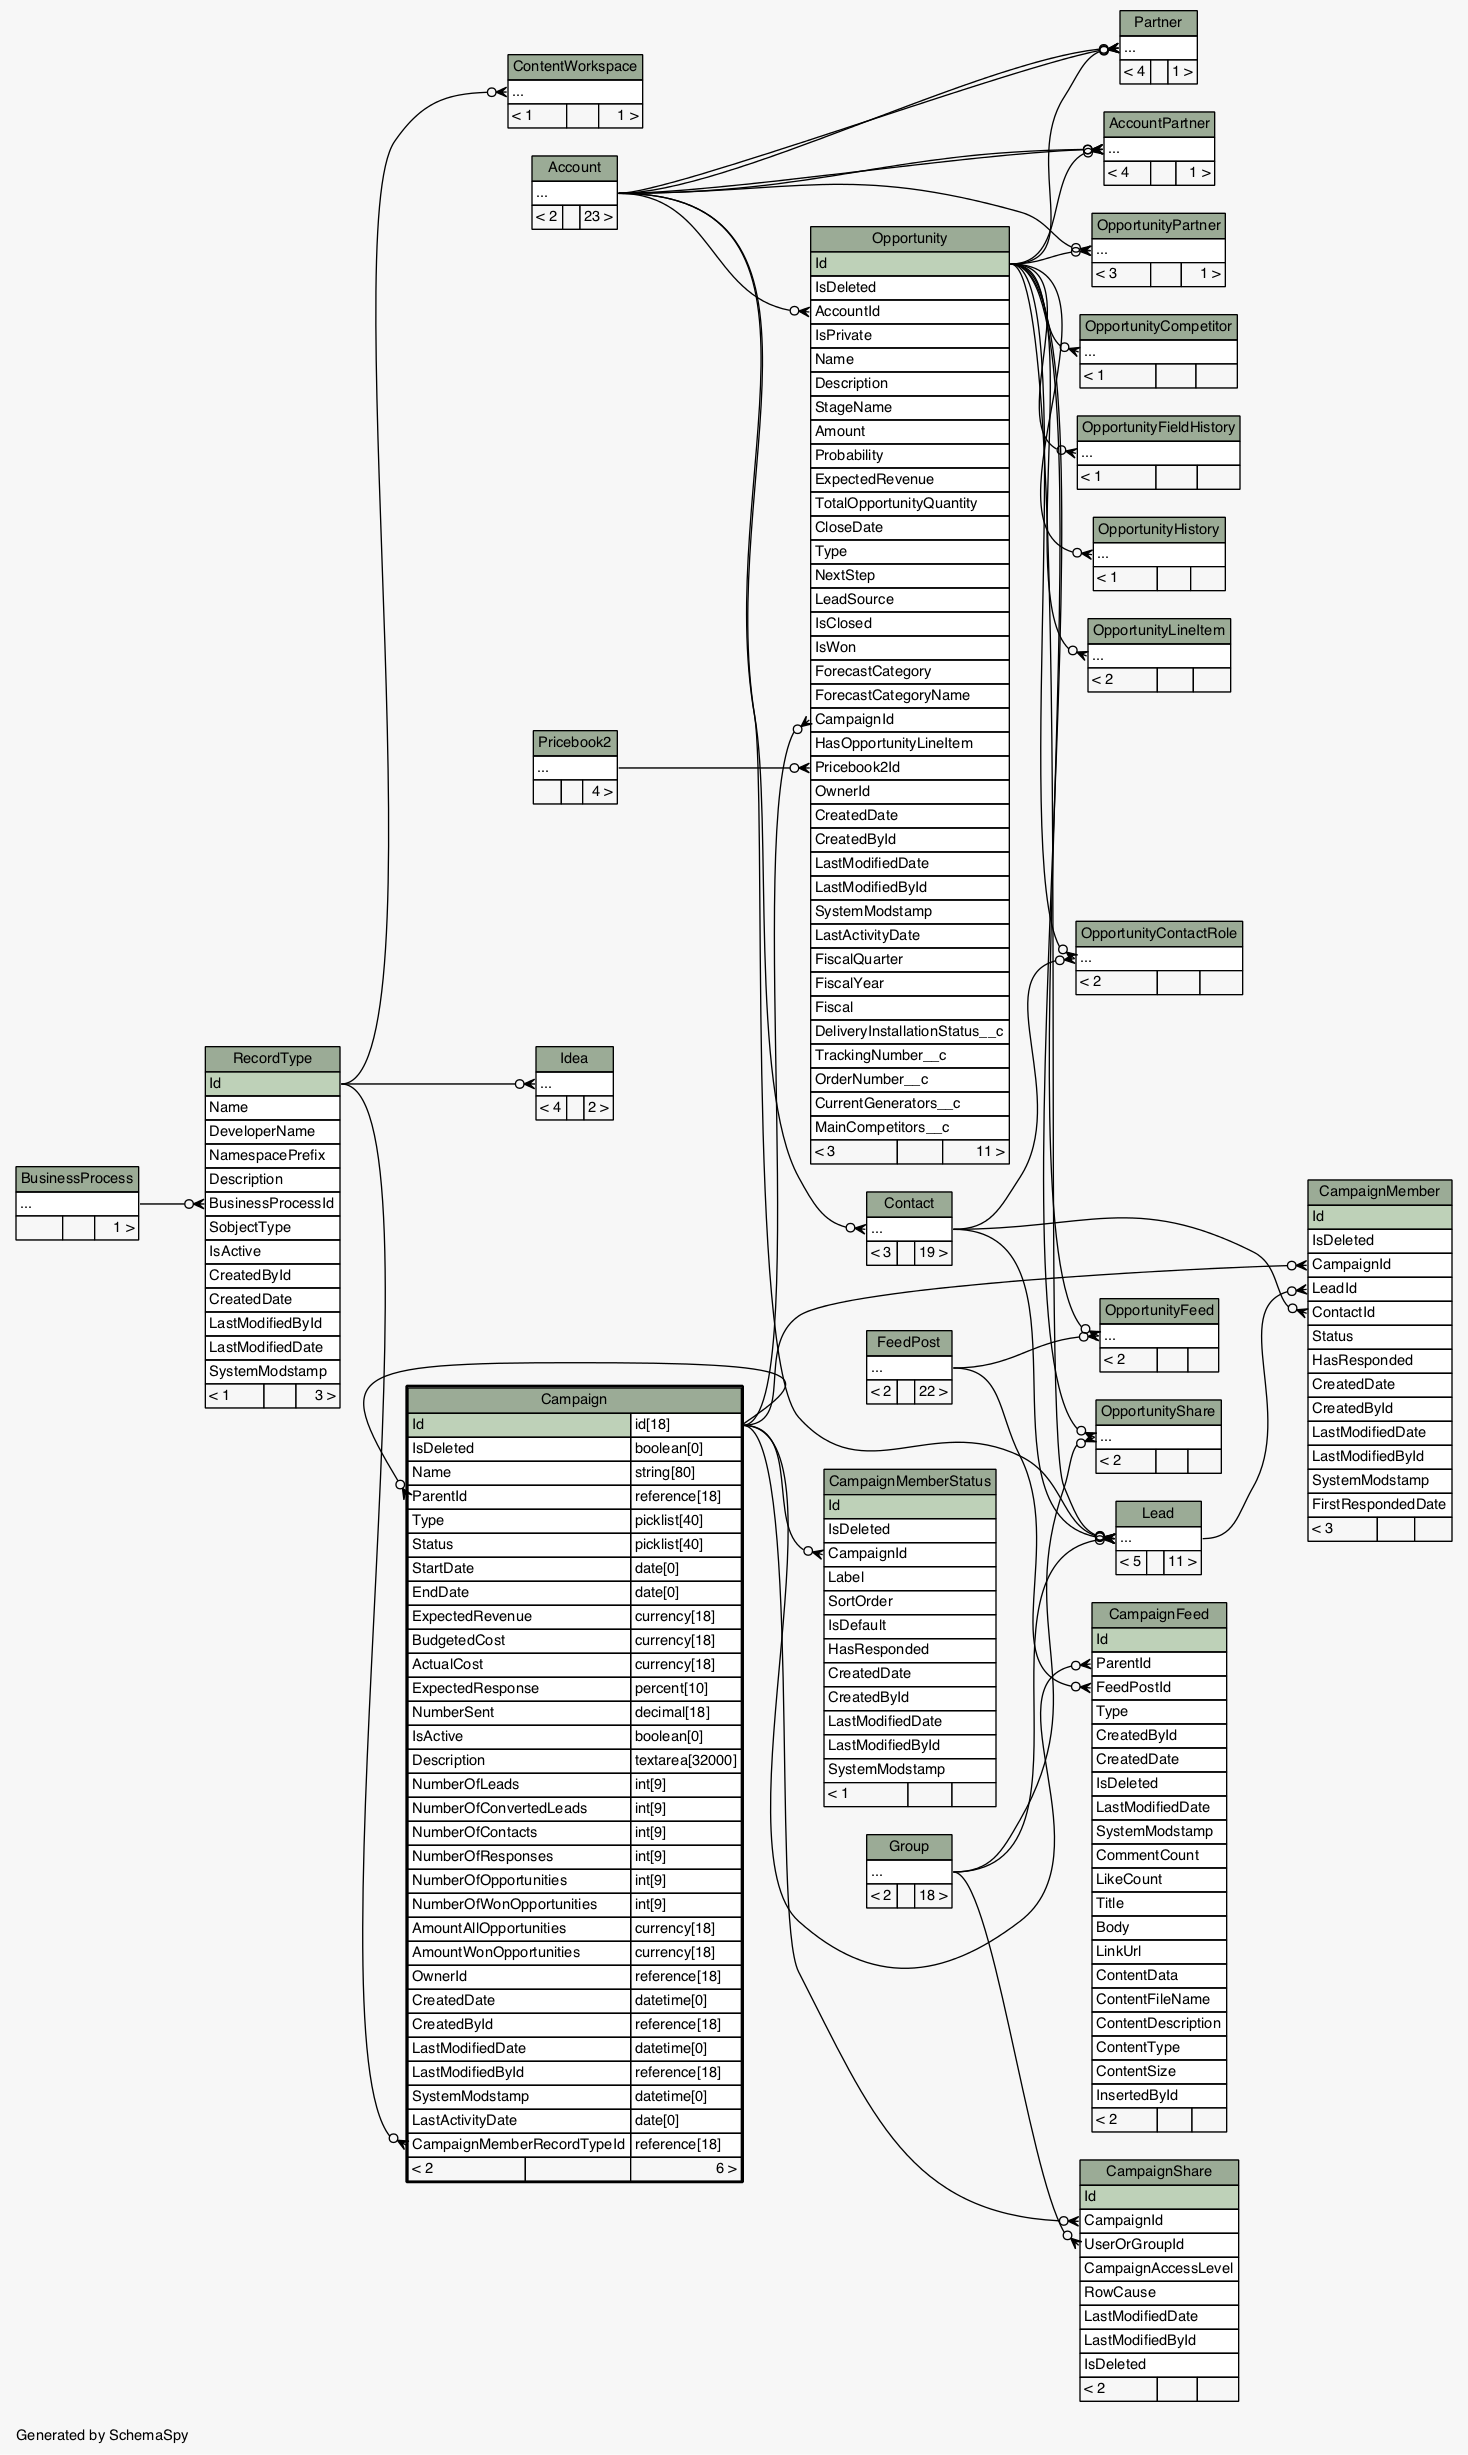 Partner
...
< 4 1 >
ContentWorkspace
...
< 1 1 >
AccountPartner
...
< 4 1 >
Account
...
< 2 23 >
OpportunityPartner
...
< 3 1 >
Opportunity
Id
IsDeleted
AccountId
IsPrivate
Name
Description
StageName
Amount
Probability
ExpectedRevenue
TotalOpportunityQuantity
CloseDate
Type
NextStep
LeadSource
IsClosed
IsWon
ForecastCategory
ForecastCategoryName
CampaignId
HasOpportunityLineItem
Pricebook2Id
OwnerId
CreatedDate
CreatedById
LastModifiedDate
LastModifiedById
SystemModstamp
LastActivityDate
FiscalQuarter
FiscalYear
Fiscal
DeliveryInstallationStatus__c
TrackingNumber__c
OrderNumber__c
CurrentGenerators__c
MainCompetitors__c
< 3 11 >
OpportunityCompetitor
...
< 1
OpportunityFieldHistory
...
< 1
OpportunityHistory
...
< 1
OpportunityLineItem
...
< 2
Pricebook2
...
4 >
OpportunityContactRole
...
< 2
RecordType
Id
Name
DeveloperName
NamespacePrefix
Description
BusinessProcessId
SobjectType
IsActive
CreatedById
CreatedDate
LastModifiedById
LastModifiedDate
SystemModstamp
< 1 3 >
Idea
...
< 4 2 >
BusinessProcess
...
1 >
Contact
...
< 3 19 >
CampaignMember
Id
IsDeleted
CampaignId
LeadId
ContactId
Status
HasResponded
CreatedDate
CreatedById
LastModifiedDate
LastModifiedById
SystemModstamp
FirstRespondedDate
< 3
OpportunityFeed
...
< 2
FeedPost
...
< 2 22 >
OpportunityShare
...
< 2
Campaign
Id id[18]
IsDeleted boolean[0]
Name string[80]
ParentId reference[18]
Type picklist[40]
Status picklist[40]
StartDate date[0]
EndDate date[0]
ExpectedRevenue currency[18]
BudgetedCost currency[18]
ActualCost currency[18]
ExpectedResponse percent[10]
NumberSent decimal[18]
IsActive boolean[0]
Description textarea[32000]
NumberOfLeads int[9]
NumberOfConvertedLeads int[9]
NumberOfContacts int[9]
NumberOfResponses int[9]
NumberOfOpportunities int[9]
NumberOfWonOpportunities int[9]
AmountAllOpportunities currency[18]
AmountWonOpportunities currency[18]
OwnerId reference[18]
CreatedDate datetime[0]
CreatedById reference[18]
LastModifiedDate datetime[0]
LastModifiedById reference[18]
SystemModstamp datetime[0]
LastActivityDate date[0]
CampaignMemberRecordTypeId reference[18]
< 2 6 >
CampaignMemberStatus
Id
IsDeleted
CampaignId
Label
SortOrder
IsDefault
HasResponded
CreatedDate
CreatedById
LastModifiedDate
LastModifiedById
SystemModstamp
< 1
Lead
...
< 5 11 >
CampaignFeed
Id
ParentId
FeedPostId
Type
CreatedById
CreatedDate
IsDeleted
LastModifiedDate
SystemModstamp
CommentCount
LikeCount
Title
Body
LinkUrl
ContentData
ContentFileName
ContentDescription
ContentType
ContentSize
InsertedById
< 2
Group
...
< 2 18 >
CampaignShare
Id
CampaignId
UserOrGroupId
CampaignAccessLevel
RowCause
LastModifiedDate
LastModifiedById
IsDeleted
< 2
Generated by SchemaSpy